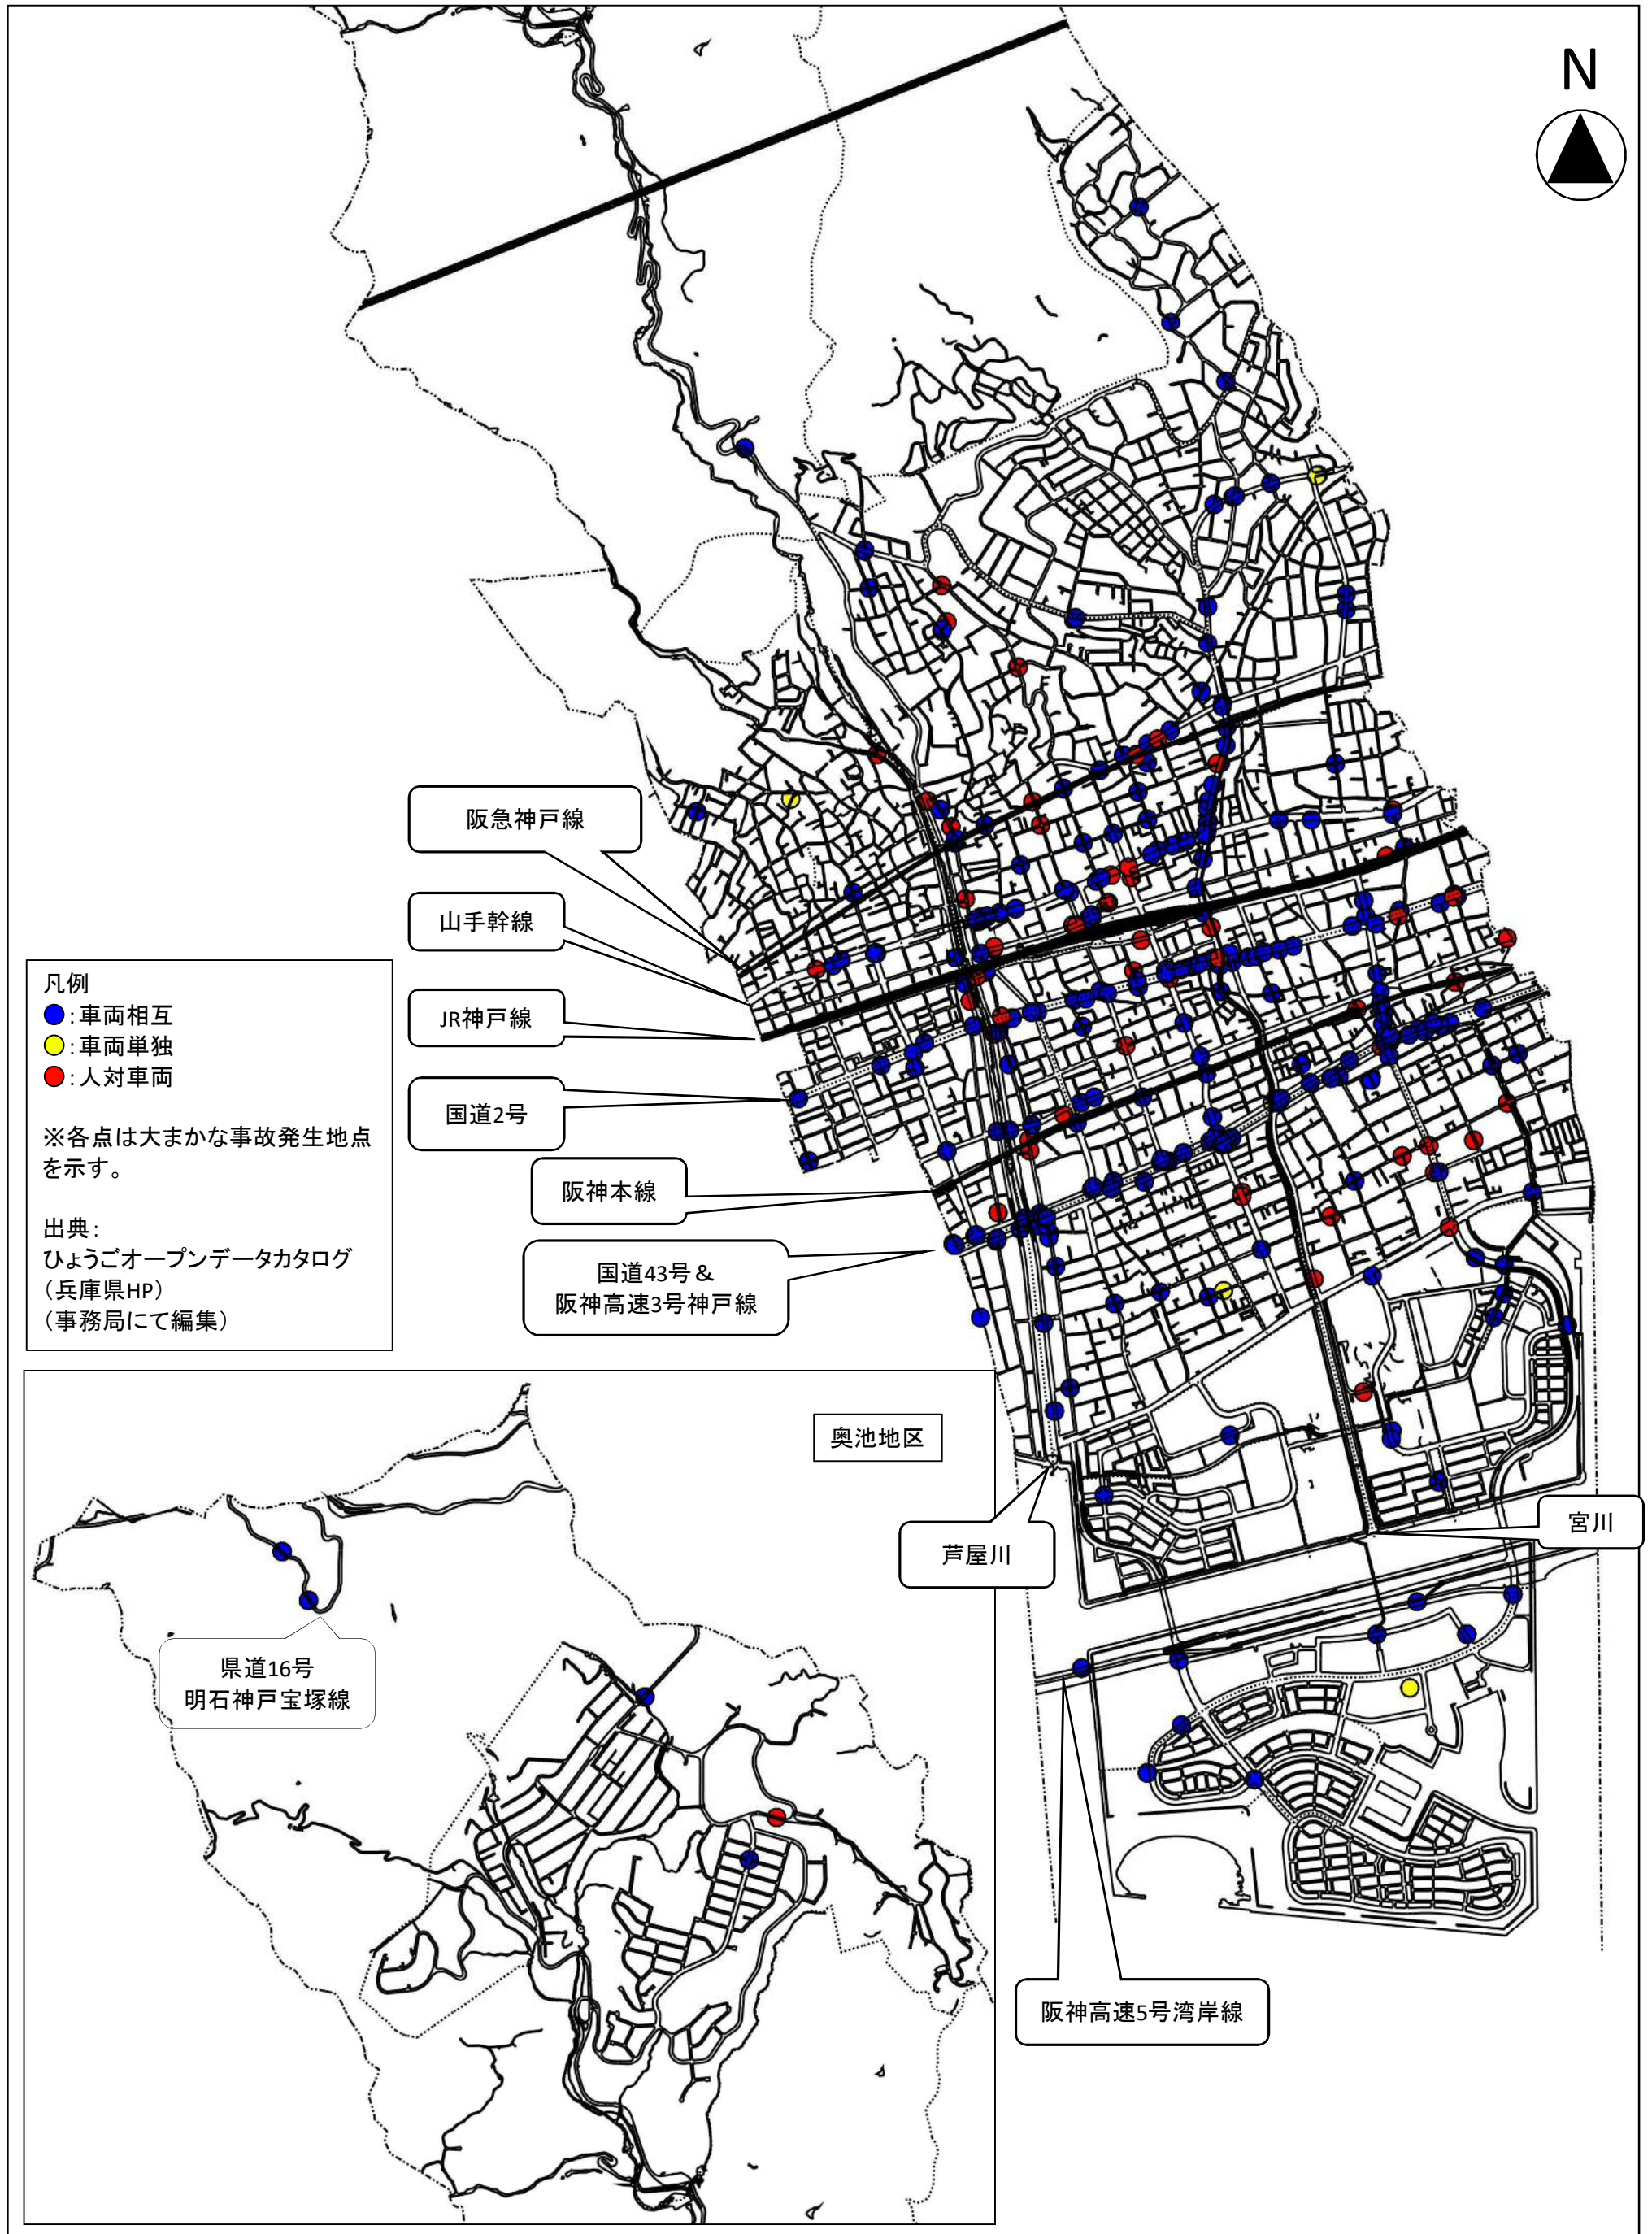 N
阪急神戸線
山手幹線
JR神戸線
国道2号
阪神本線
国道43号&
阪神高速3号神戸線
凡例
:車両相互
:車両単独
:人対車両
※各点は大まかな事故発生地点
を示す。
出典:
ひょうごオープンデータカタログ
(兵庫県HP)
(事務局にて編集)
奥池地区
芦屋川
宮川
県道16号
明石神戸宝塚線
阪神高速5号湾岸線